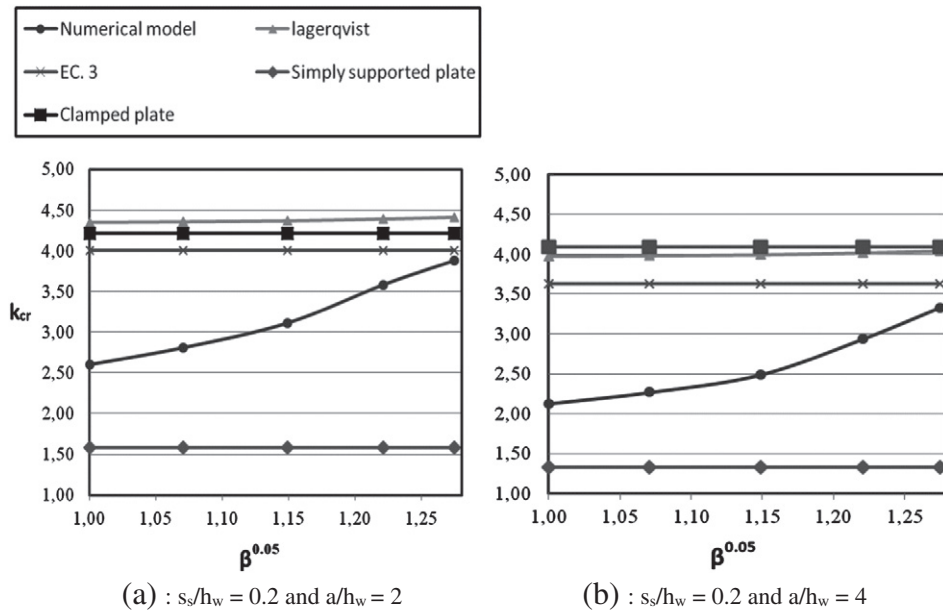 Numerical model
lagerqvist
EC. 3
Simply supported plate
Clamped plate
5,00
4,50
4,00
3,50
3,00
2,50
2,00
1,50
1,00
kcr
1,00 1,05 1,10 1,15 1,20 1,25
β^0.05
(a) : ss/hw = 0.2 and a/hw = 2
5,00
4,50
4,00
3,50
3,00
2,50
2,00
1,50
1,00
1,00 1,05 1,10 1,15 1,20 1,25
β^0.05
(b) : ss/hw = 0.2 and a/hw = 4